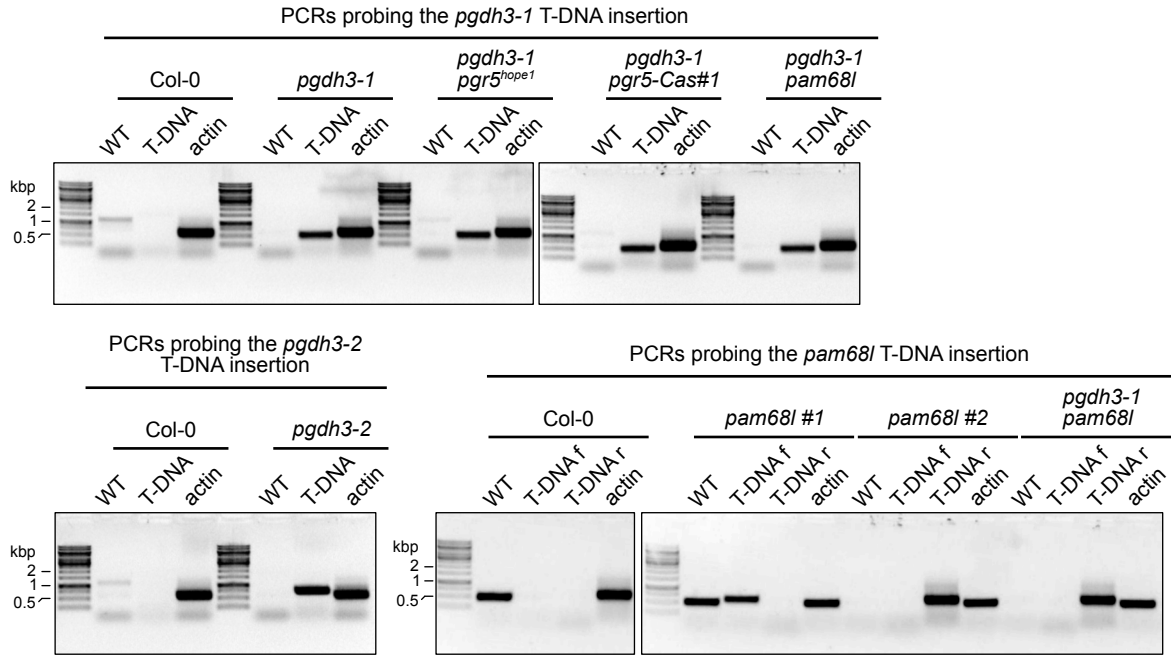 PCRs probing the pgdh3-1 T-DNA insertion
Col-0
pgdh3-1
pgdh3-1
pgr5hope1
pgdh3-1
pgr5-Cas#1
pgdh3-1
pam68l
WT T-DNA actin WT T-DNA actin WT T-DNA actin WT T-DNA actin WT T-DNA actin
kbp
2
1
0.5
PCRs probing the pgdh3-2
T-DNA insertion
Col-0
pgdh3-2
WT T-DNA actin WT T-DNA actin
kbp
2
1
0.5
PCRs probing the pam68l T-DNA insertion
Col-0
pam68l #1
pam68l #2
pgdh3-1
pam68l
WT T-DNA f T-DNA r actin WT T-DNA f T-DNA r actin WT T-DNA f T-DNA r actin WT T-DNA f T-DNA r actin
kbp
2
1
0.5